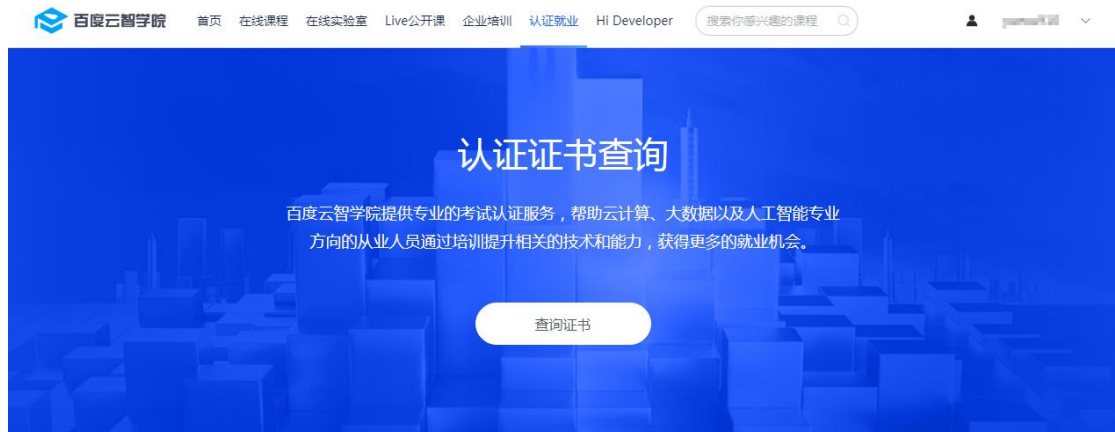 百度云智学院 首页 在线课程 在线实验室 Live公开课 企业培训 认证就业 Hi Developer 搜索你感兴趣的课程
认证证书查询
百度云智学院提供专业的考试认证服务，帮助云计算、大数据以及人工智能专业
方向的从业人员通过培训提升相关的技术和能力，获得更多的就业机会。
查询证书